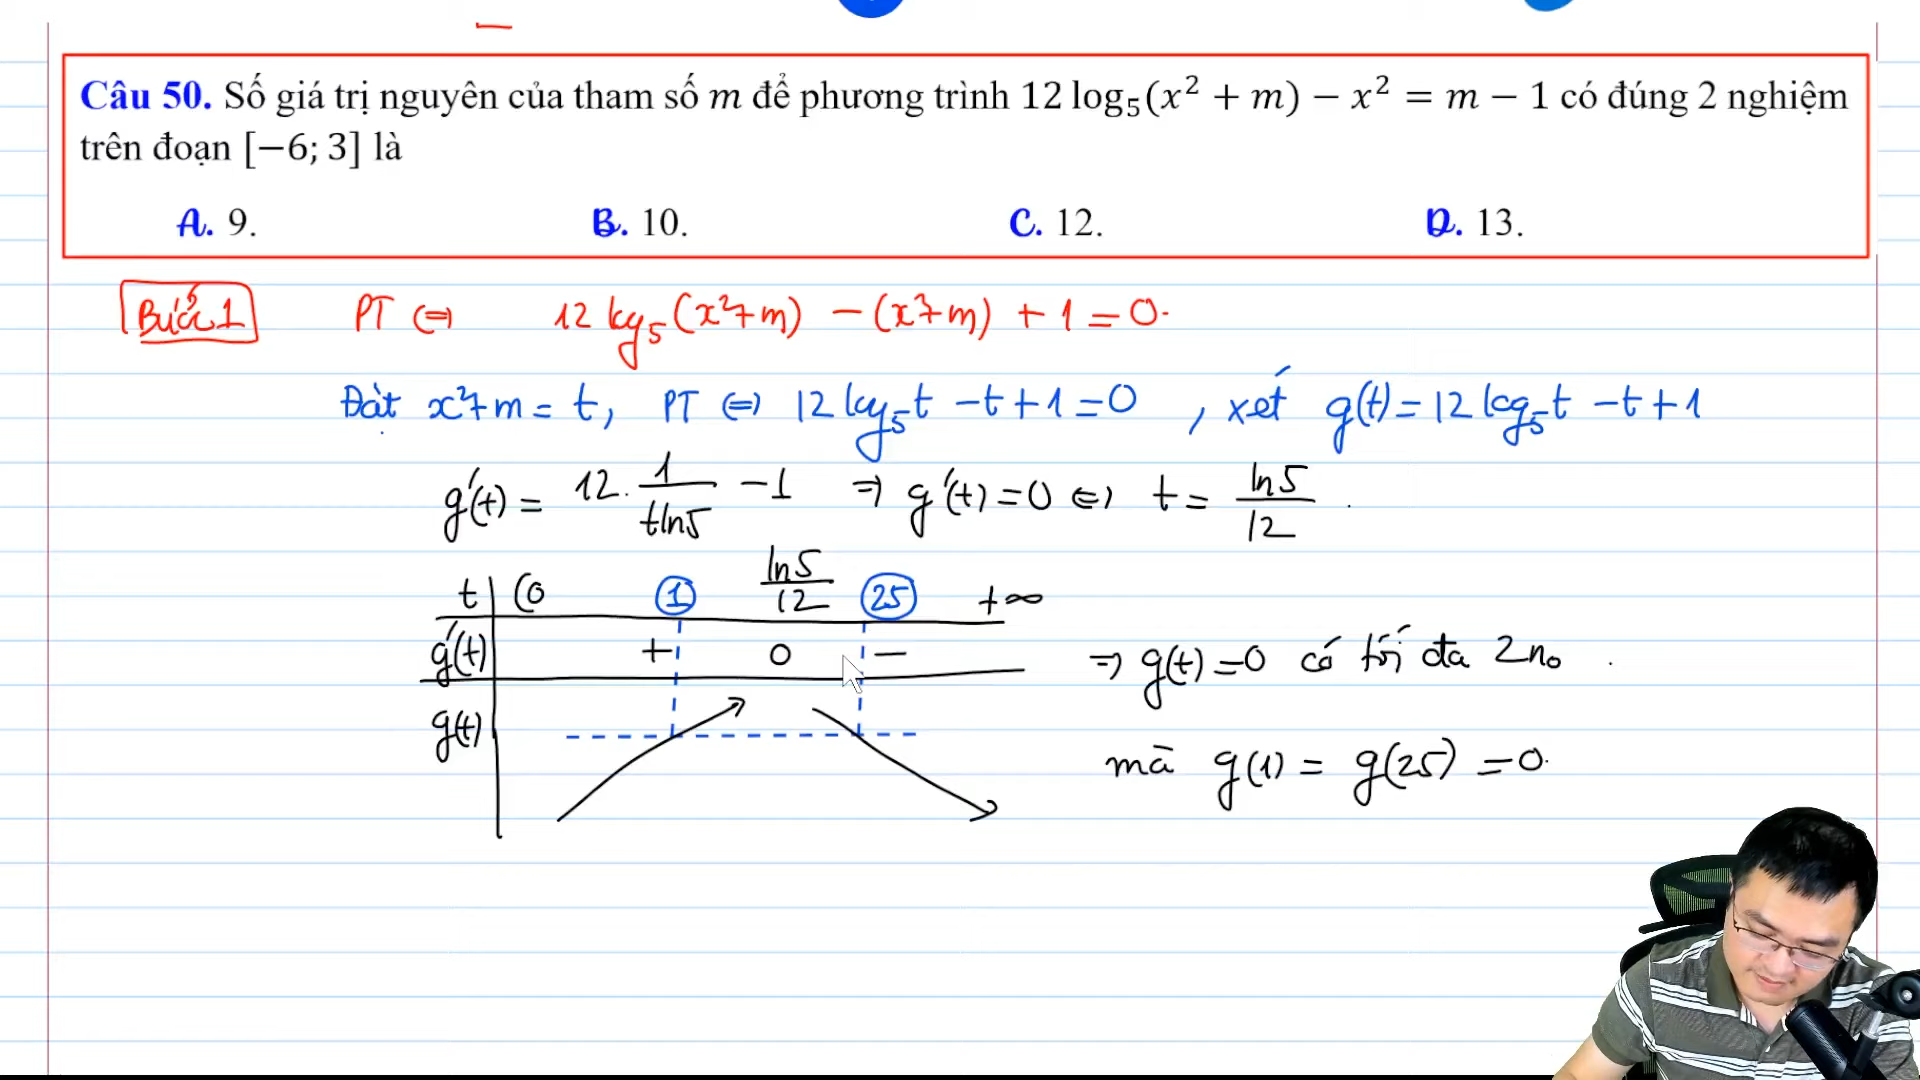 Câu 50. Số giá trị nguyên của tham số m để phương trình 12 log₅(x² + m) − x² = m − 1 có đúng 2 nghiệm
trên đoạn [−6; 3] là
A. 9. B. 10. C. 12. D. 13.
Bước 1 PT ⇔ 12 log₅(x²+m) − (x²+m) + 1 = 0.
Đặt x²+m = t, PT ⇔ 12 log₅t − t + 1 = 0 , xét g(t) = 12 log₅t − t + 1
g'(t) = 12. 1/(t ln5) − 1 ⇒ g'(t) = 0 ⇔ t = ln5/12 .
t (0 1 ln5/12 25 +∞
g'(t) + 0 −
⇒ g(t) = 0 có tối đa 2 n₀ .
g(t)
mà g(1) = g(25) = 0.